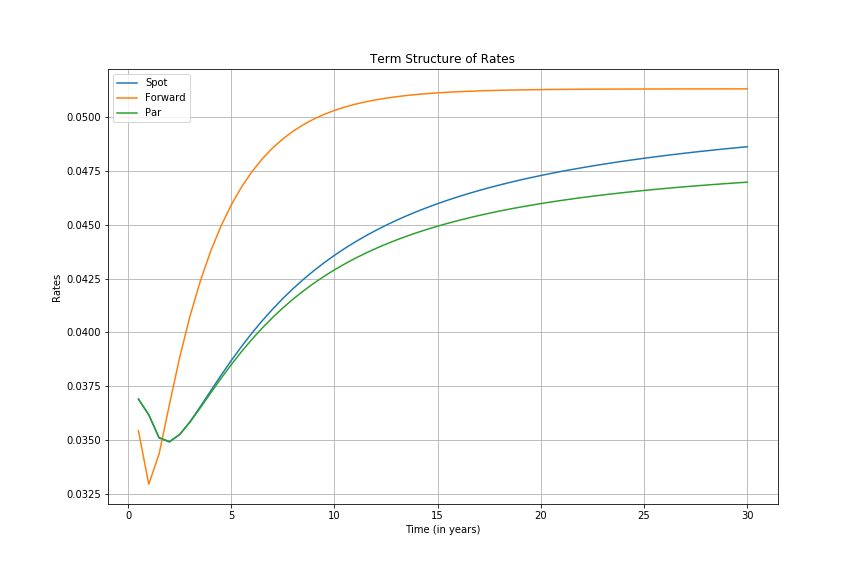 Term Structure of Rates
Spot
Forward
Par
0.0500
0.0475
0.0450
0.0425
0.0400
0.0375
0.0350
0.0325
Rates
0
5
10
15
20
25
30
Time (in years)